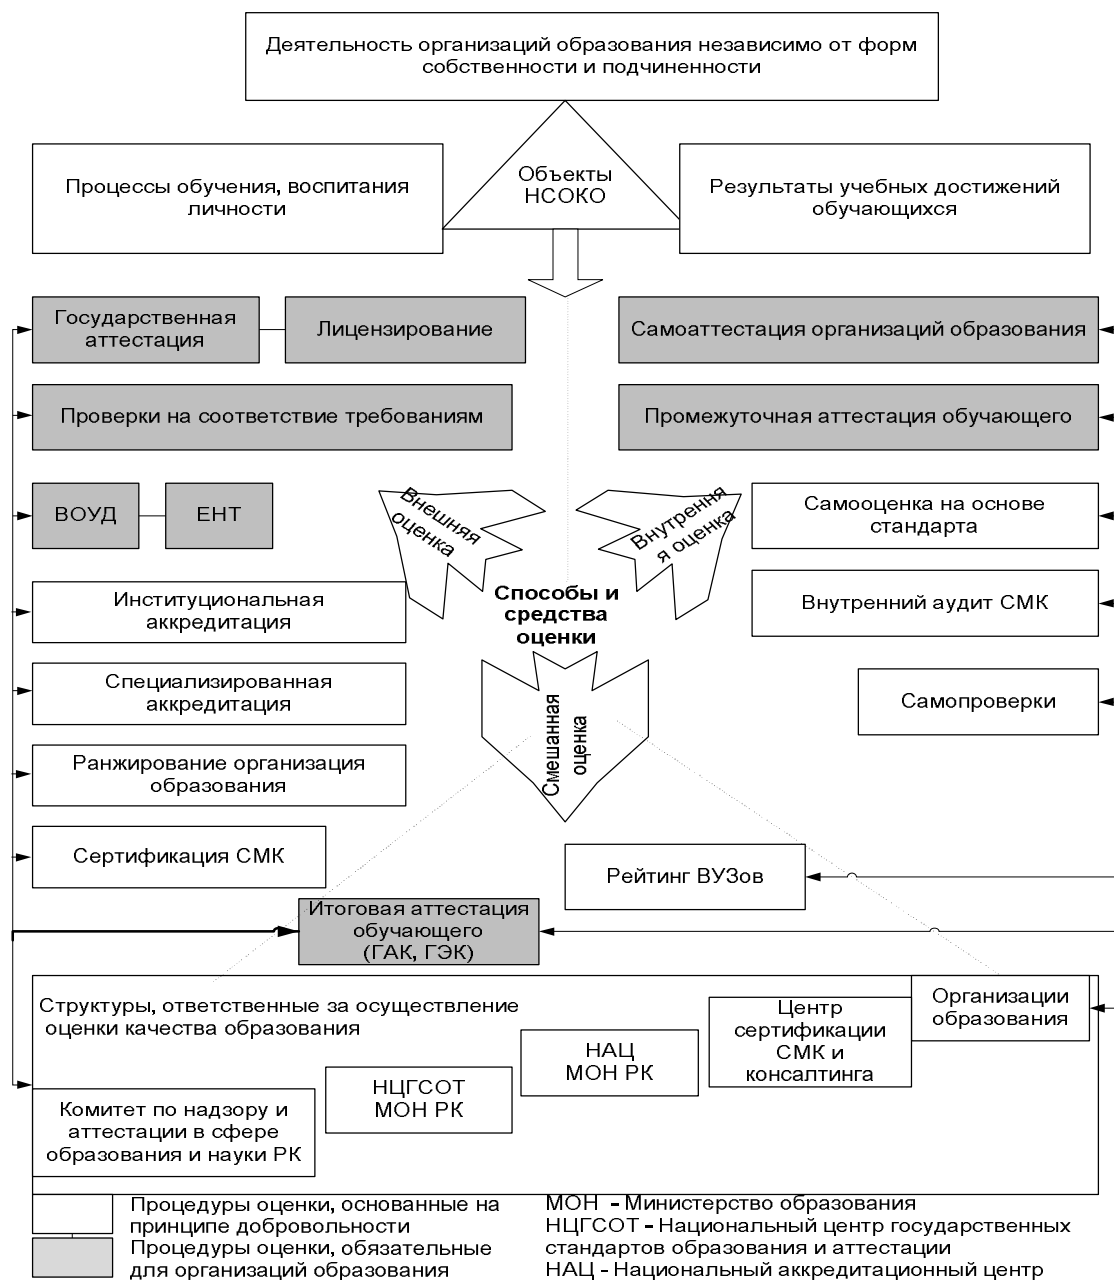 Деятельность организаций образования независимо от форм
собственности и подчиненности
Процессы обучения, воспитания
личности
Объекты
НСОКО
Результаты учебных достижений
обучающихся
Государственная
аттестация
Лицензирование
Самоаттестация организаций образования
Проверки на соответствие требованиям
Промежуточная аттестация обучающего
ВОУД
ЕНТ
Внешняя
оценка
Внутрення
я оценка
Самооценка на основе
стандарта
Институциональная
аккредитация
Способы и
средства
оценки
Внутренний аудит СМК
Специализированная
аккредитация
Самопроверки
Смешанная
оценка
Ранжирование организация
образования
Сертификация СМК
Рейтинг ВУЗов
Итоговая аттестация
обучающего
(ГАК, ГЭК)
Структуры, ответственные за осуществление
оценки качества образования
Комитет по надзору и
аттестации в сфере
образования и науки РК
НЦГСОТ
МОН РК
НАЦ
МОН РК
Центр
сертификации
СМК и
консалтинга
Организации
образования
Процедуры оценки, основанные на
принципе добровольности
Процедуры оценки, обязательные
для организаций образования
МОН - Министерство образования
НЦГСОТ - Национальный центр государственных
стандартов образования и аттестации
НАЦ - Национальный аккредитационный центр